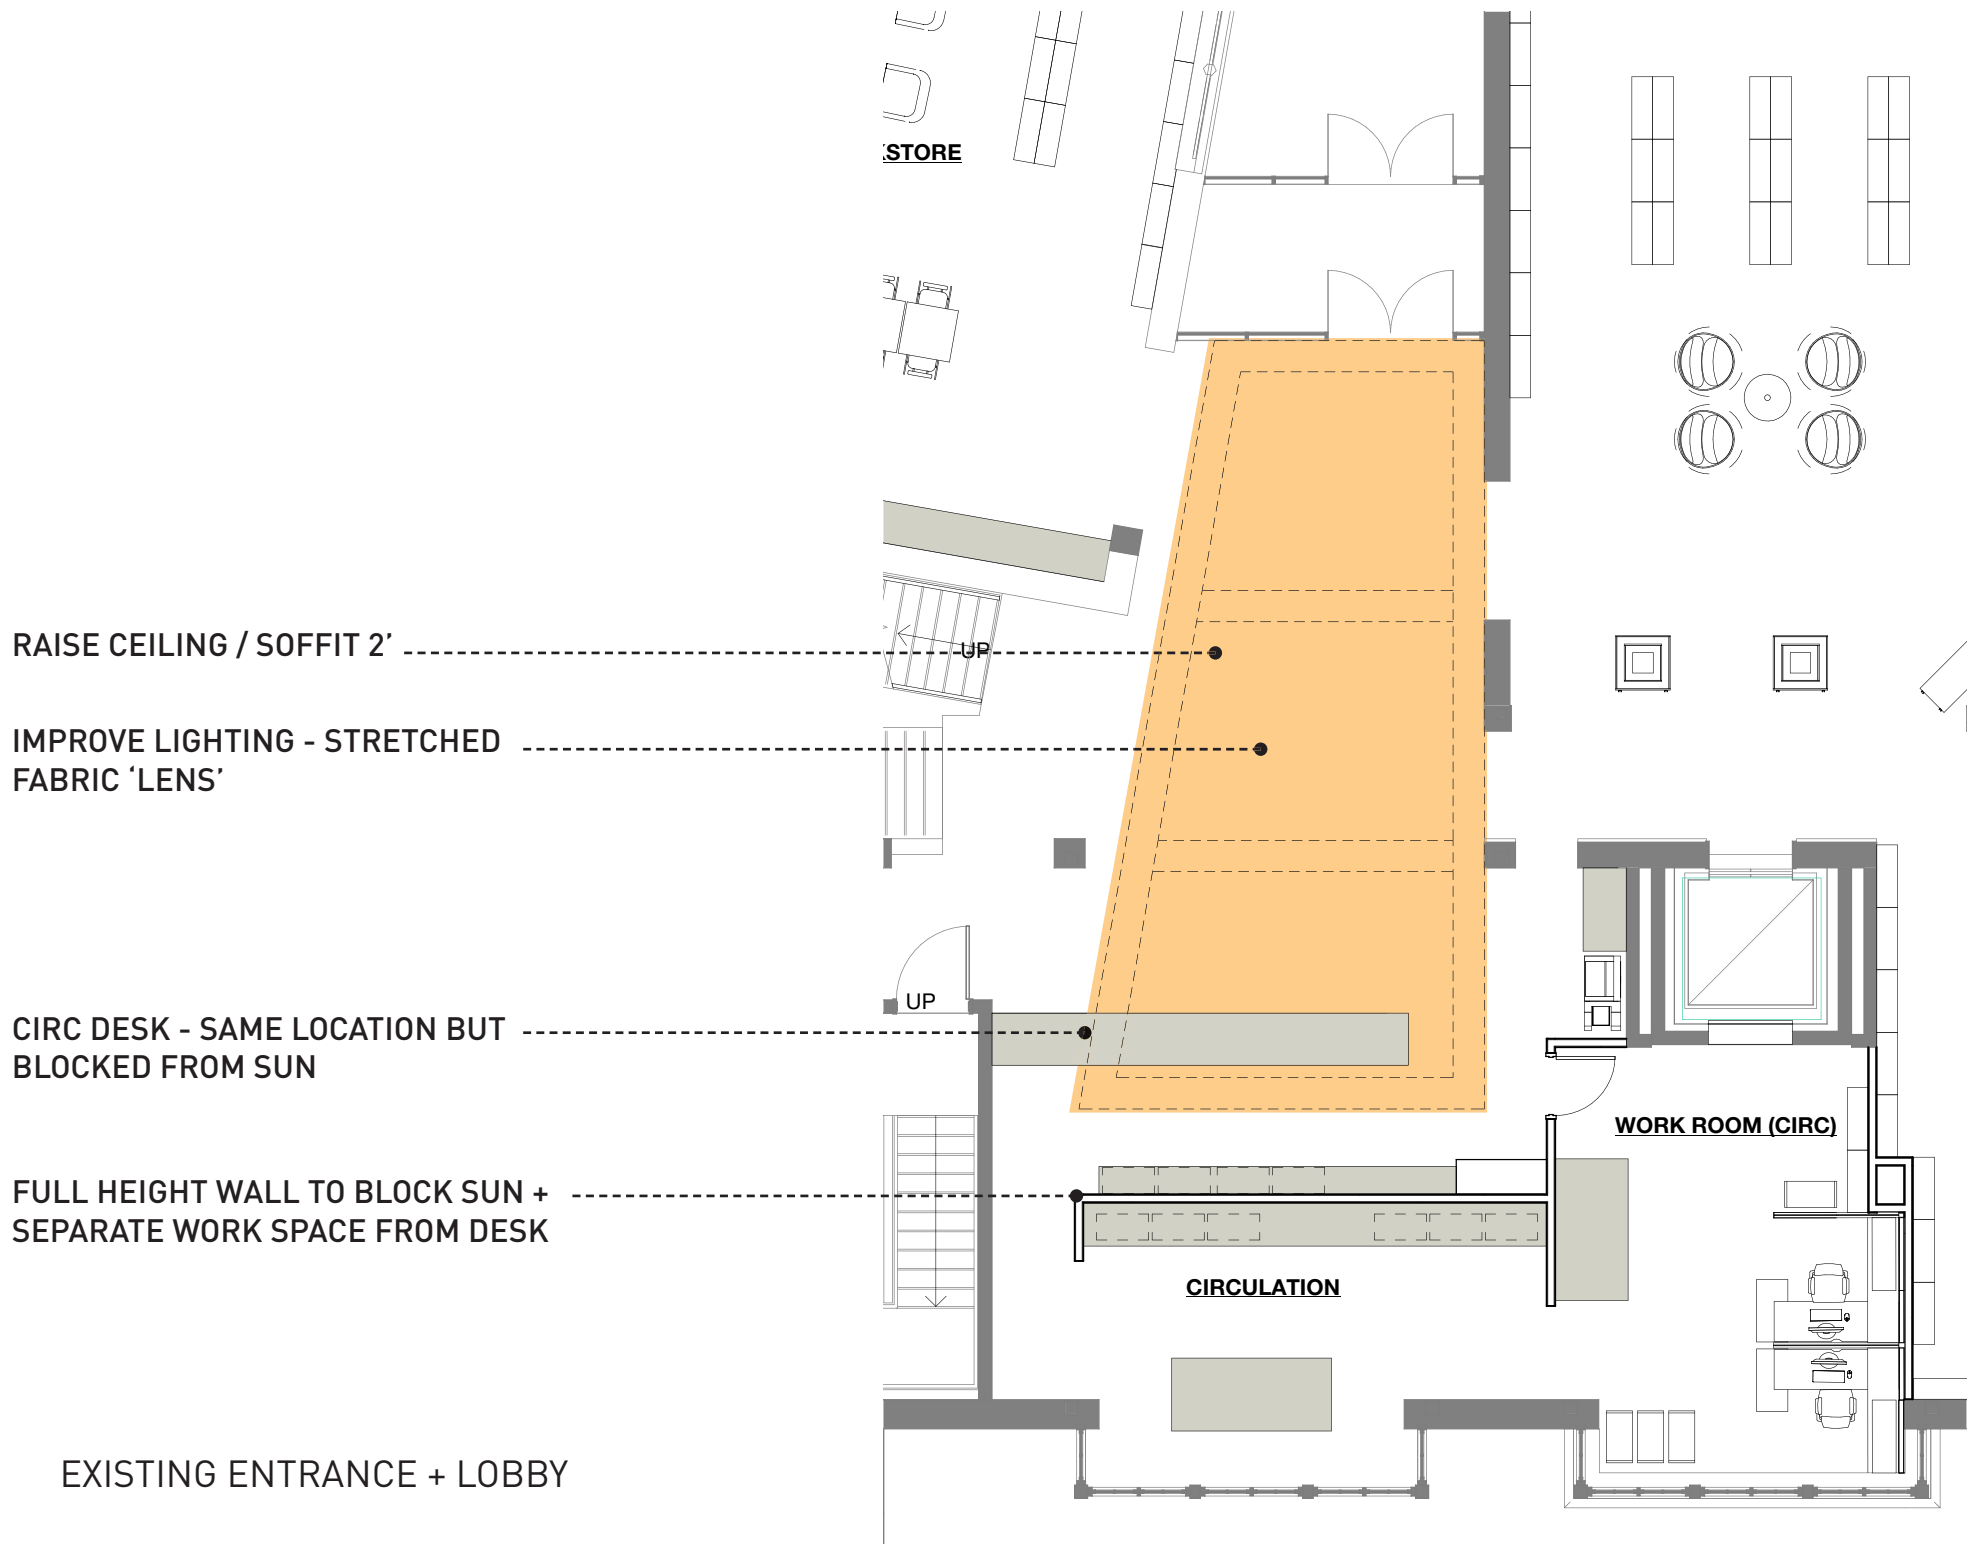 KSTORE
RAISE CEILING / SOFFIT 2’
UP
IMPROVE LIGHTING - STRETCHED
FABRIC ‘LENS’
UP
CIRC DESK - SAME LOCATION BUT
BLOCKED FROM SUN
WORK ROOM (CIRC)
FULL HEIGHT WALL TO BLOCK SUN +
SEPARATE WORK SPACE FROM DESK
CIRCULATION
EXISTING ENTRANCE + LOBBY